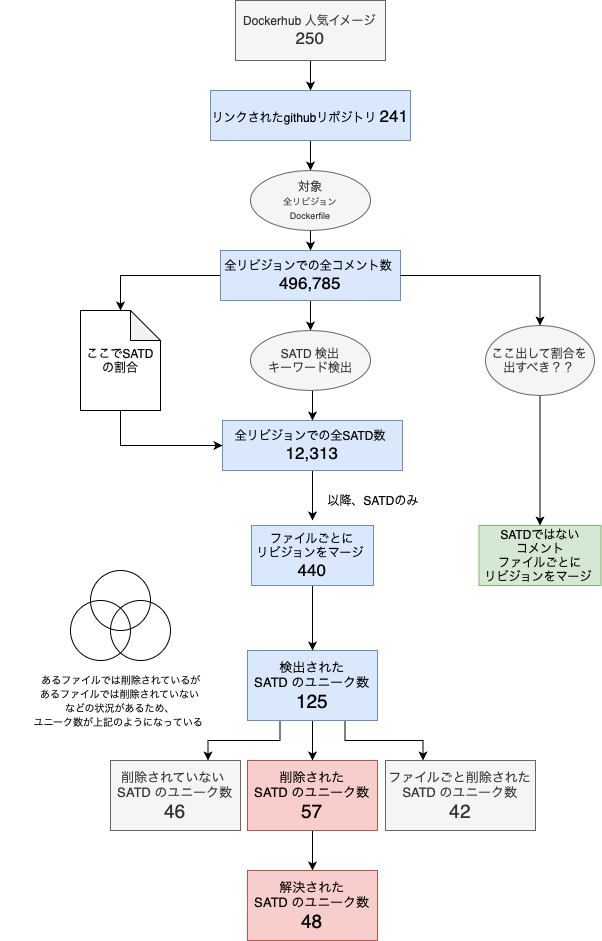 Dockerhub 人気イメージ
250
リンクされたgithubリポジトリ 241
対象
全リビジョン
Dockerfile
全リビジョンでの全コメント数
496,785
ここでSATD
の割合
SATD 検出
キーワード検出
ここ出して割合を
出すべき？？
全リビジョンでの全SATD数
12,313
以降、SATDのみ
ファイルごとに
リビジョンをマージ
440
SATDではない
コメント
ファイルごとに
リビジョンをマージ
あるファイルでは削除されているが
あるファイルでは削除されていない
などの状況があるため、
ユニーク数が上記のようになっている
検出された
SATD のユニーク数
125
削除されていない
SATD のユニーク数
46
削除された
SATD のユニーク数
57
ファイルごと削除された
SATD のユニーク数
42
解決された
SATD のユニーク数
48